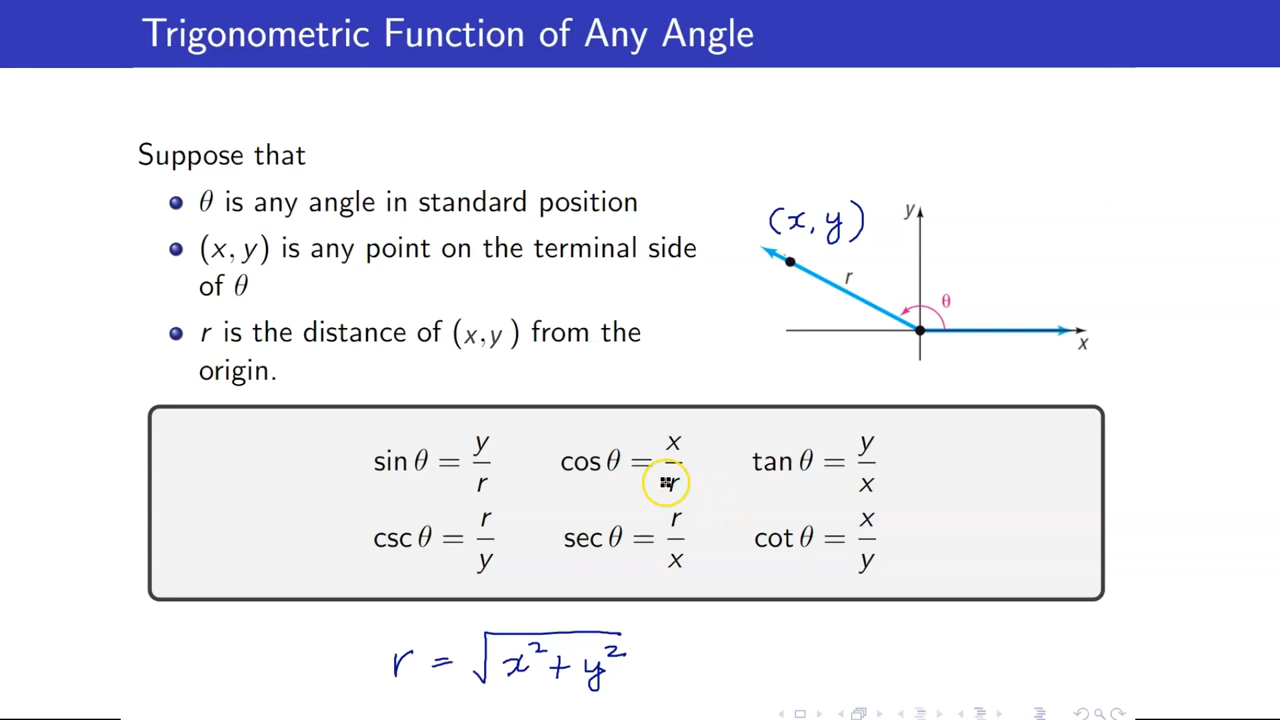 Trigonometric Function of Any Angle
Suppose that
θ is any angle in standard position
(x, y) is any point on the terminal side
of θ
r is the distance of (x,y) from the
origin.
(x, y)
y
r
θ
x
sin θ = y/r cos θ = x/r tan θ = y/x
csc θ = r/y sec θ = r/x cot θ = x/y
r = √(x² + y²)